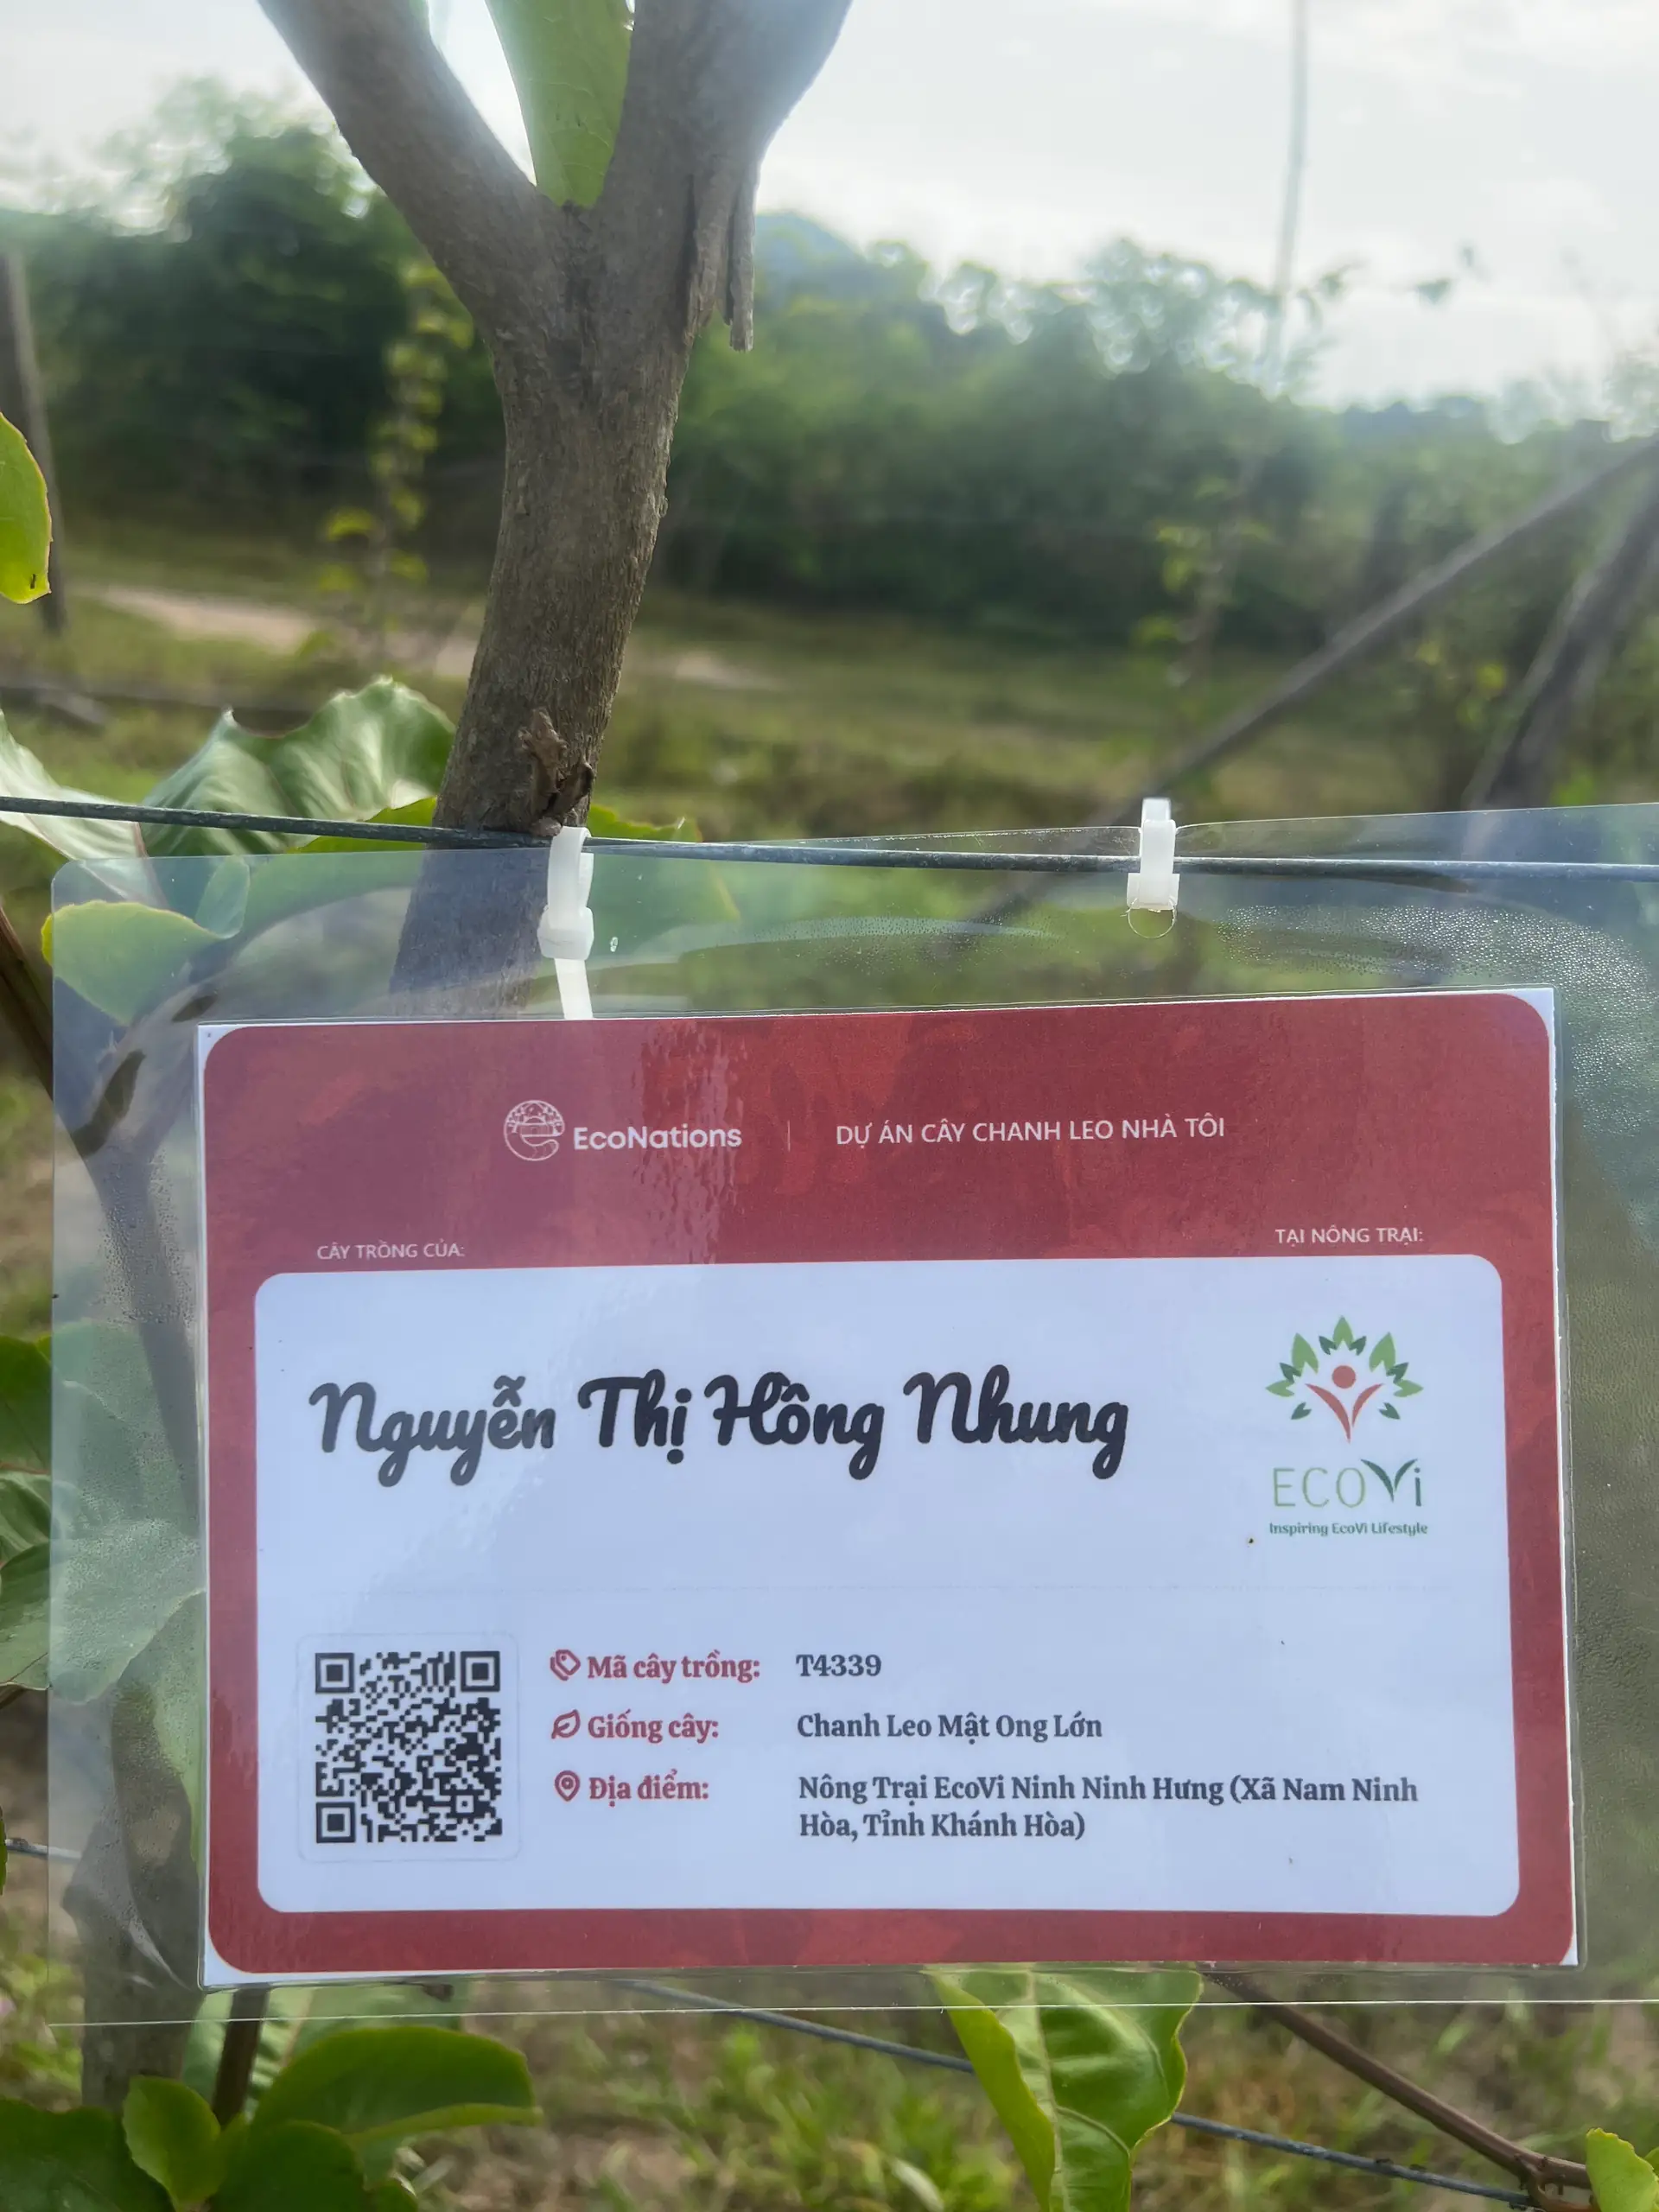 EcoNations | DỰ ÁN CÂY CHANH LEO NHÀ TÔI
CÂY TRỒNG CỦA:
TẠI NÔNG TRẠI:
Nguyễn Thị Hồng Nhung
ECOVi
Inspiring EcoVi Lifestyle
Mã cây trồng: T4339
Giống cây: Chanh Leo Mật Ong Lớn
Địa điểm: Nông Trại EcoVi Ninh Ninh Hưng (Xã Nam Ninh
Hòa, Tỉnh Khánh Hòa)